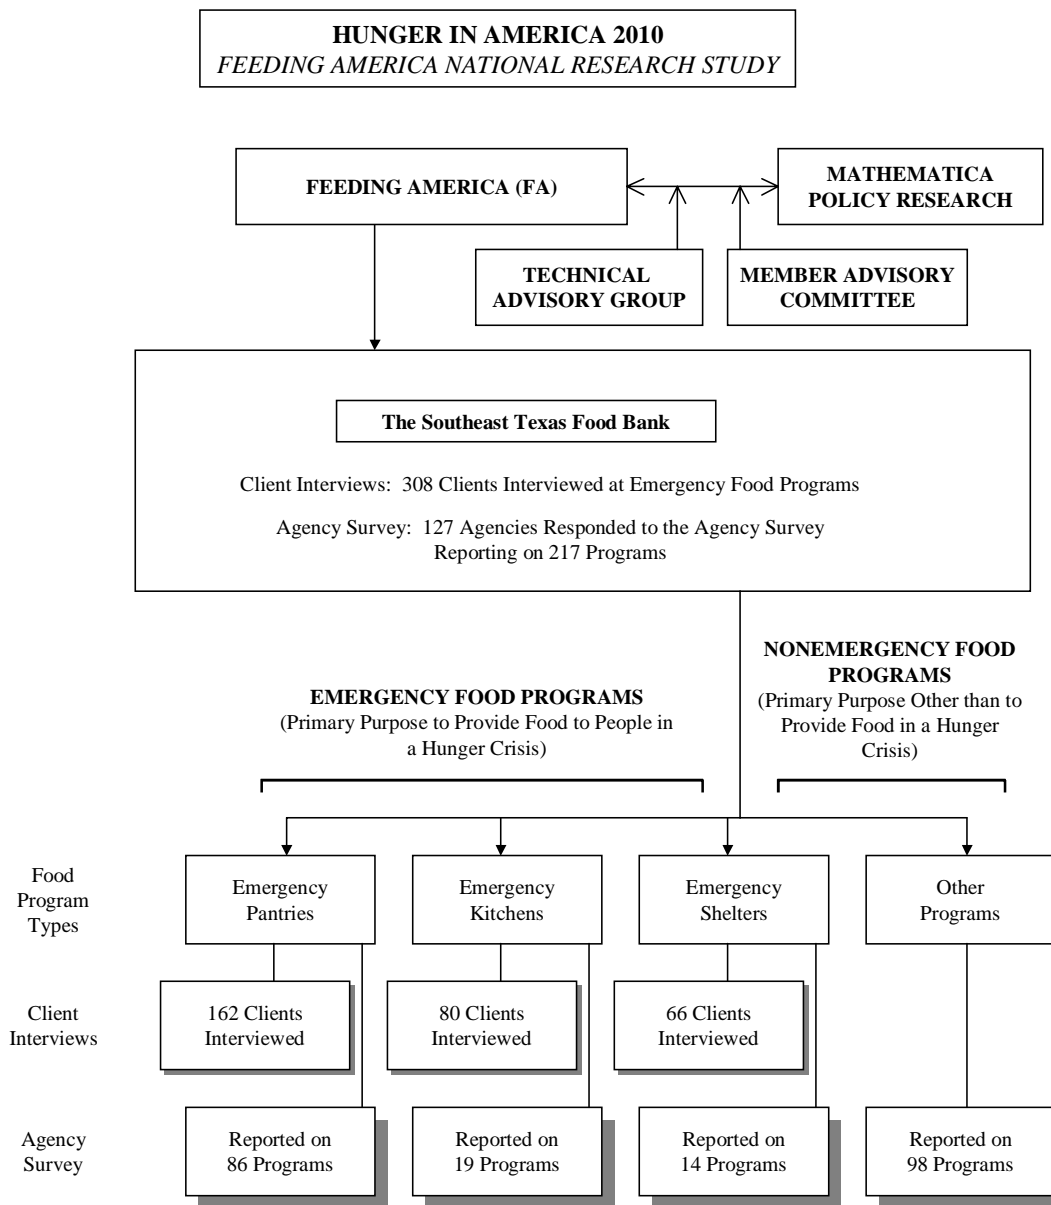 HUNGER IN AMERICA 2010
FEEDING AMERICA NATIONAL RESEARCH STUDY
FEEDING AMERICA (FA)
MATHEMATICA
POLICY RESEARCH
TECHNICAL
ADVISORY GROUP
MEMBER ADVISORY
COMMITTEE
The Southeast Texas Food Bank
Client Interviews:  308 Clients Interviewed at Emergency Food Programs
Agency Survey:  127 Agencies Responded to the Agency Survey
Reporting on 217 Programs
EMERGENCY FOOD PROGRAMS
(Primary Purpose to Provide Food to People in
a Hunger Crisis)
NONEMERGENCY FOOD
PROGRAMS
(Primary Purpose Other than to
Provide Food in a Hunger
Crisis)
Food
Program
Types
Emergency
Pantries
Emergency
Kitchens
Emergency
Shelters
Other
Programs
Client
Interviews
162 Clients
Interviewed
80 Clients
Interviewed
66 Clients
Interviewed
Agency
Survey
Reported on
86 Programs
Reported on
19 Programs
Reported on
14 Programs
Reported on
98 Programs